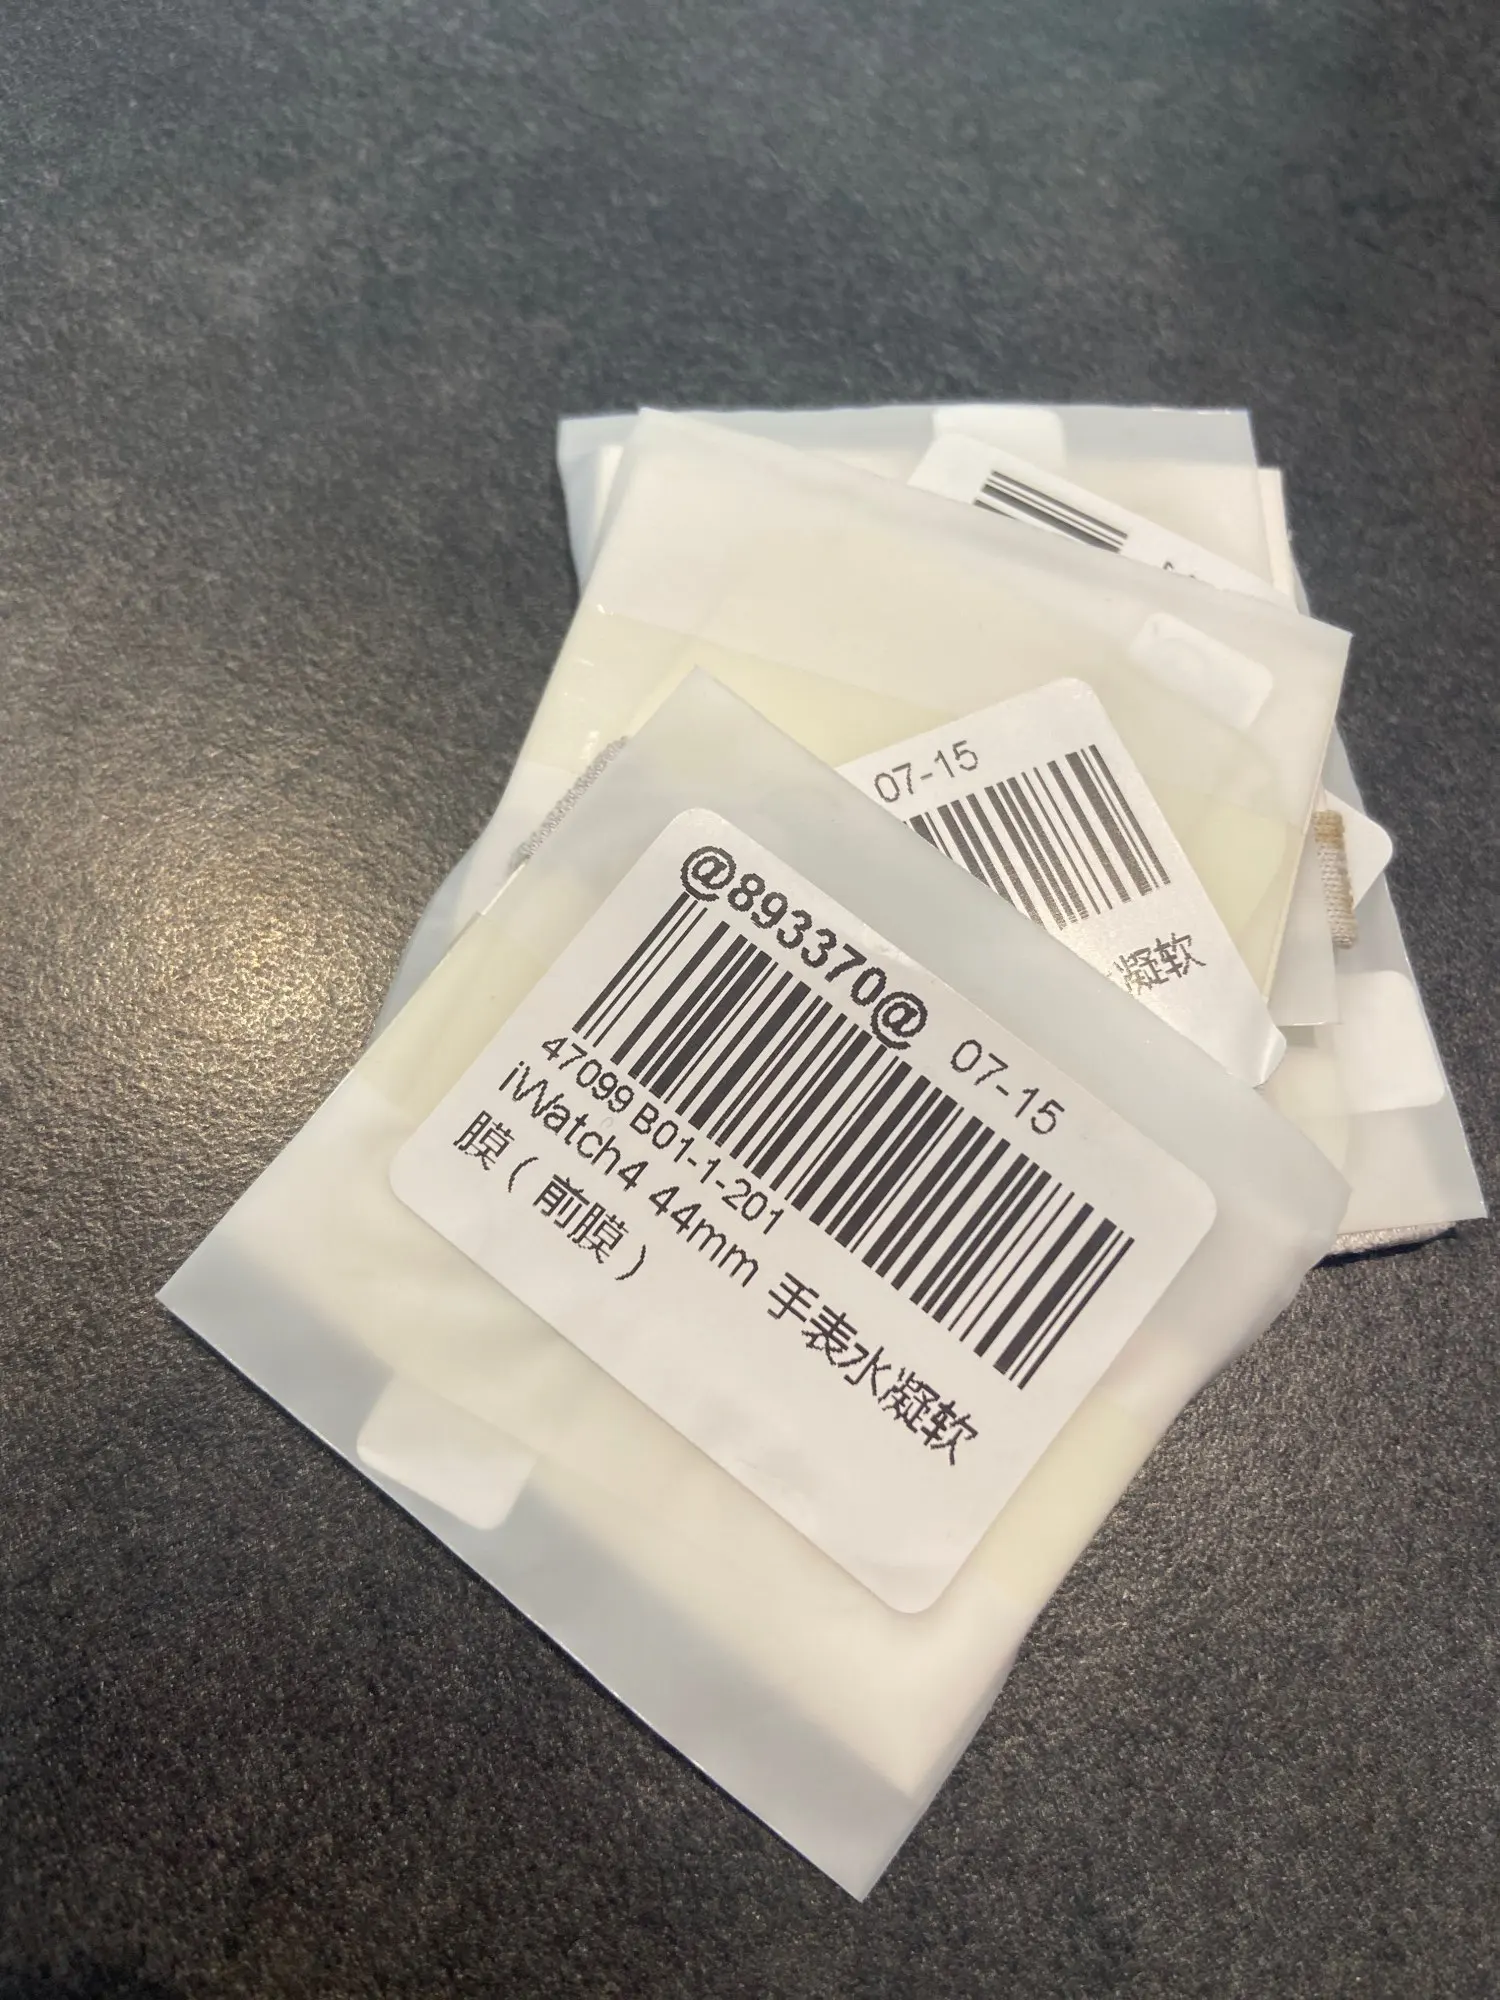 07-15
凝软
@893370@ 07-15
47099 B01-1-201
iWatch4 44mm 手表水凝软
膜（前膜）